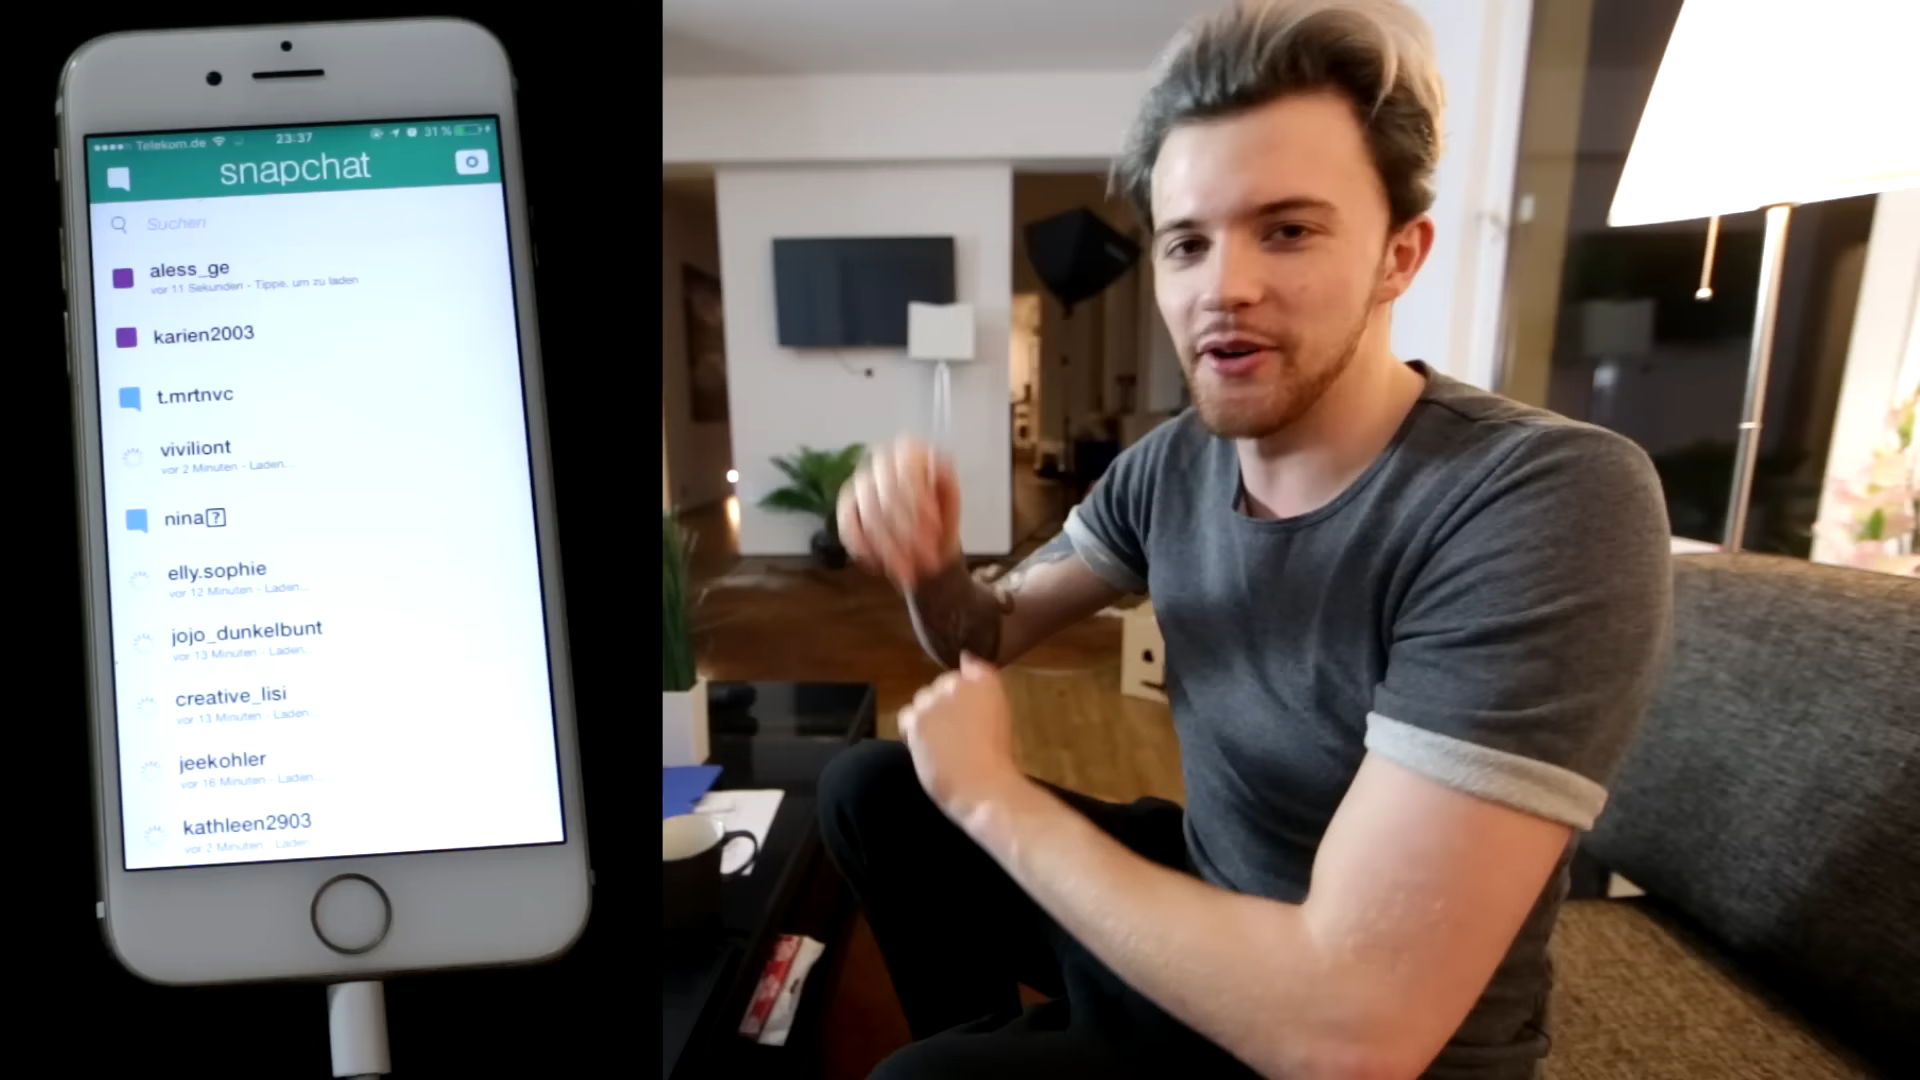 Telekom.de 23:37 31 %
snapchat
Suchen
aless_ge
vor 11 Sekunden - Tippe, um zu laden
karien2003
t.mrtnvc
viviliont
vor 2 Minuten - Laden...
nina
elly.sophie
vor 12 Minuten - Laden...
jojo_dunkelbunt
vor 13 Minuten - Laden...
creative_lisi
vor 13 Minuten - Laden...
jeekohler
vor 16 Minuten - Laden...
kathleen2903
vor 2 Minuten - Laden...